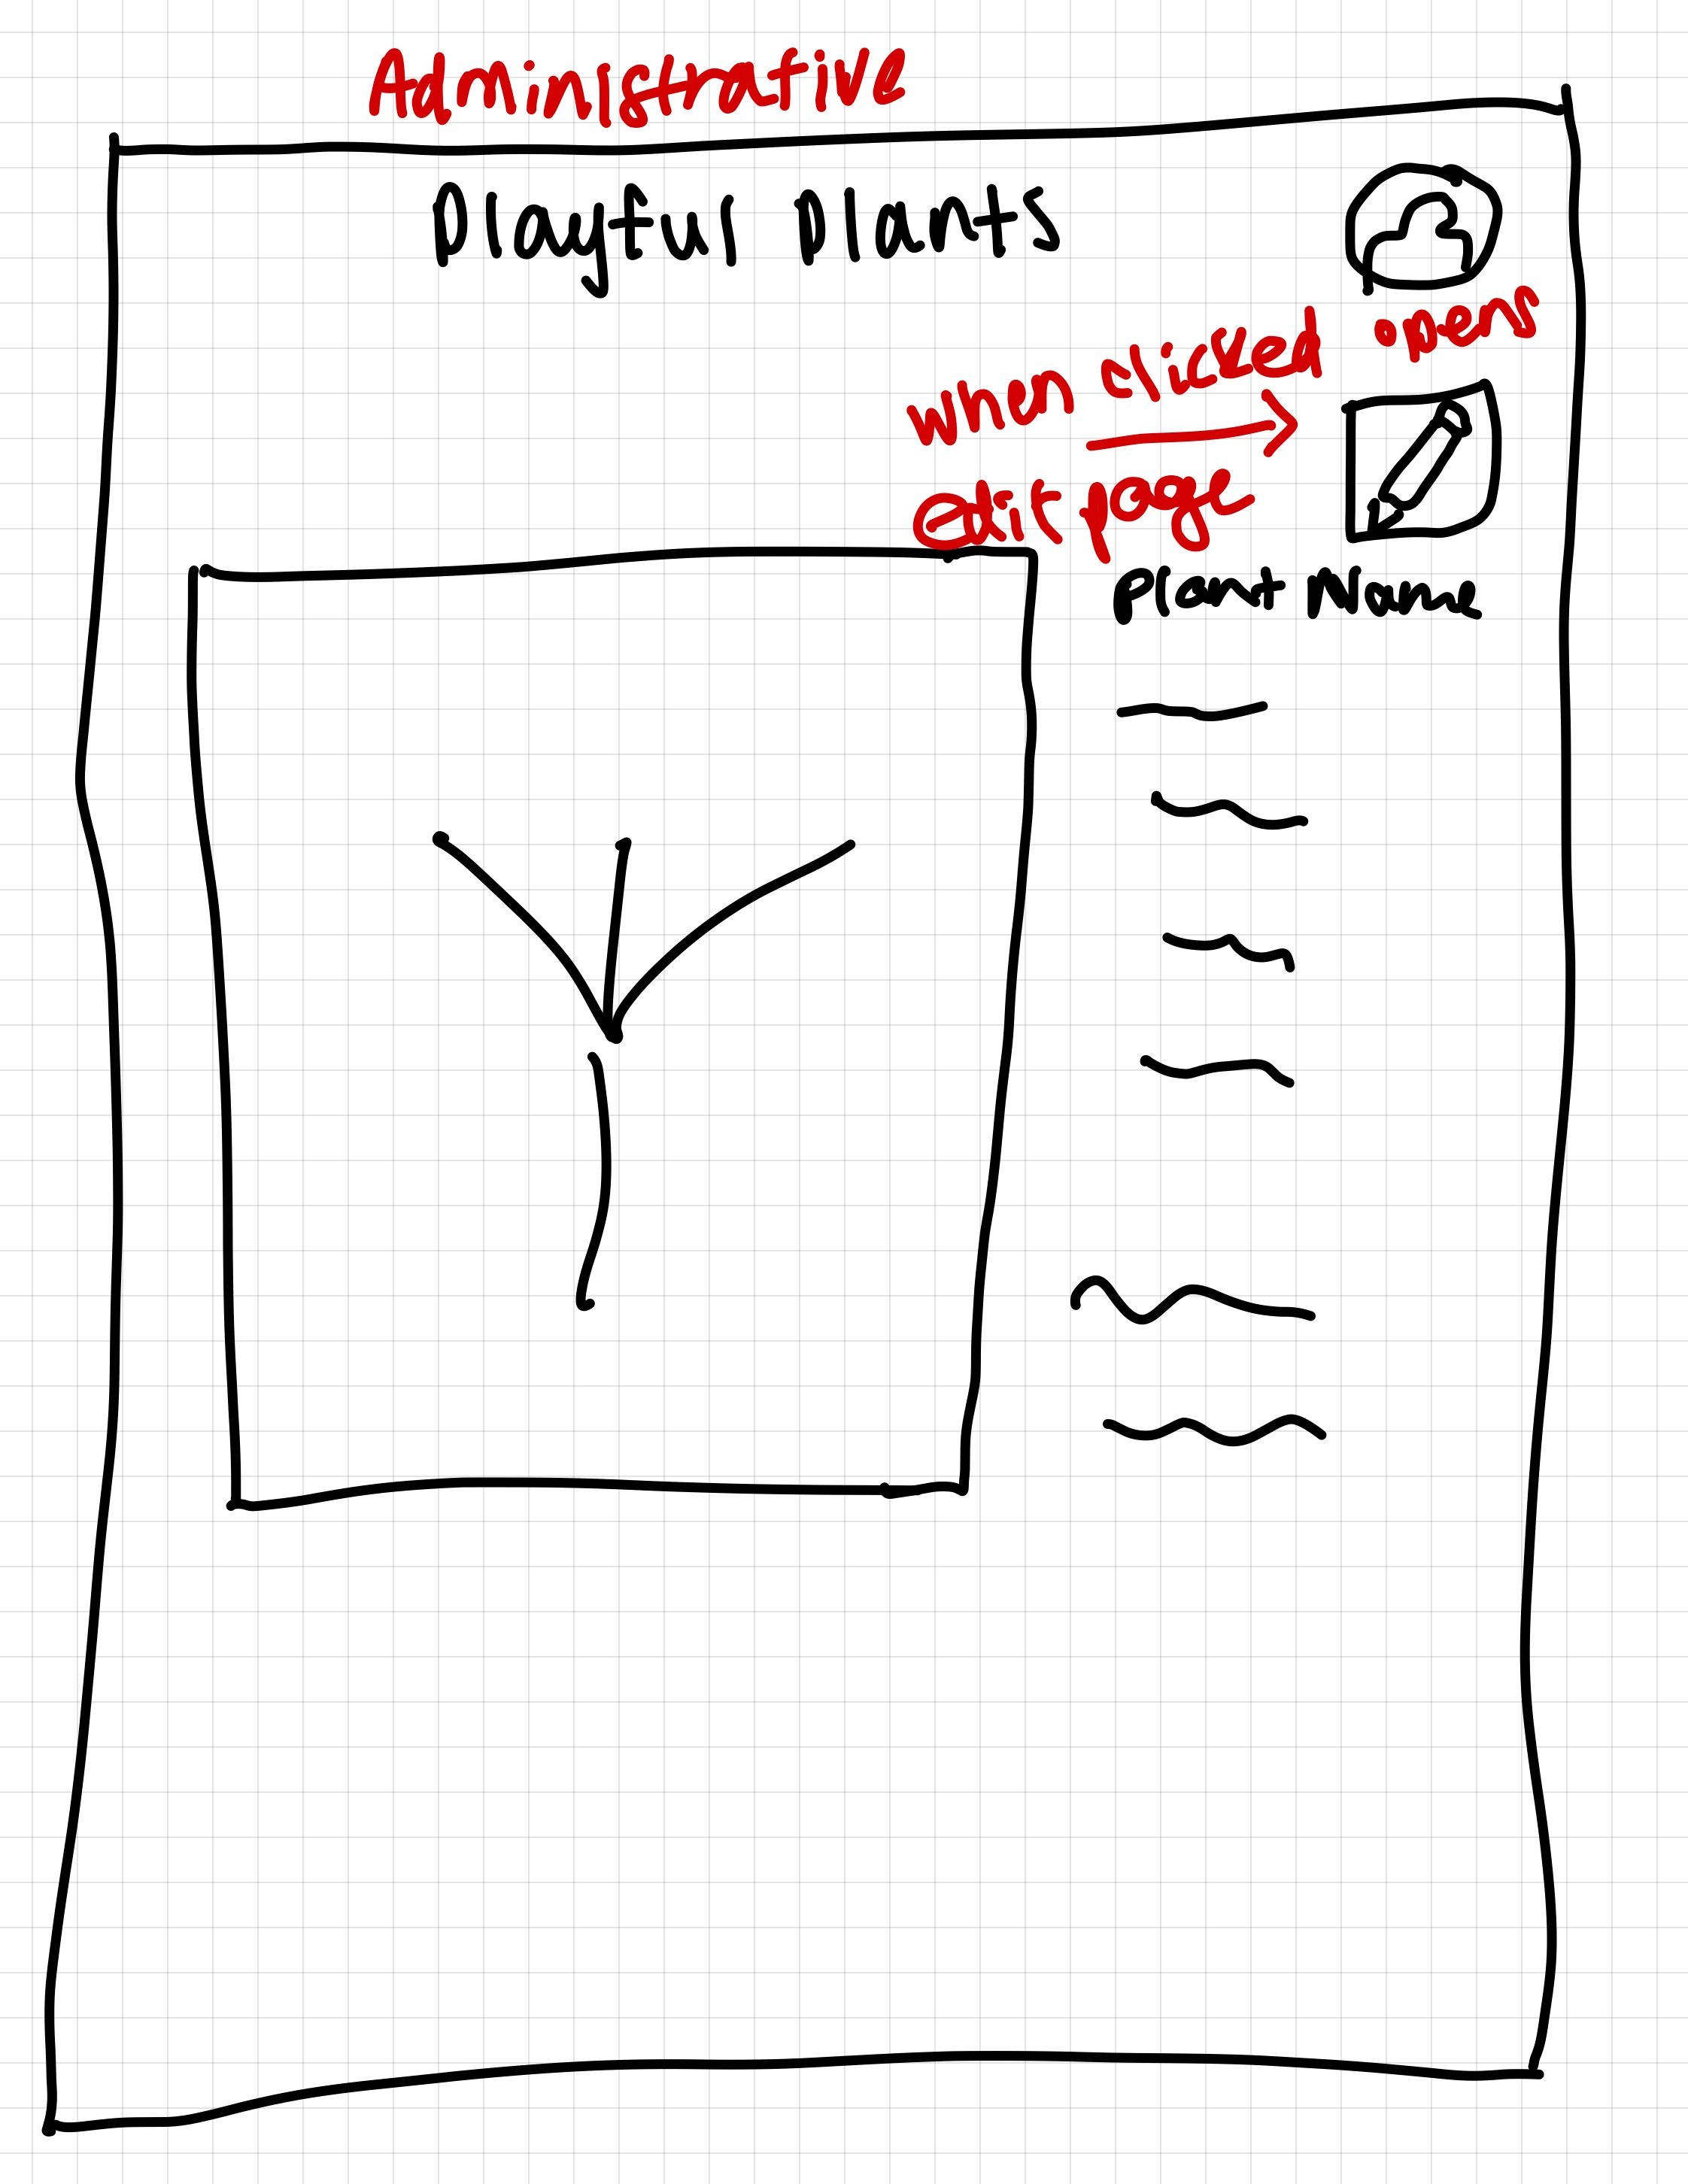 Administrative
Playful Plants
when clicked opens
edit page
Plant Name